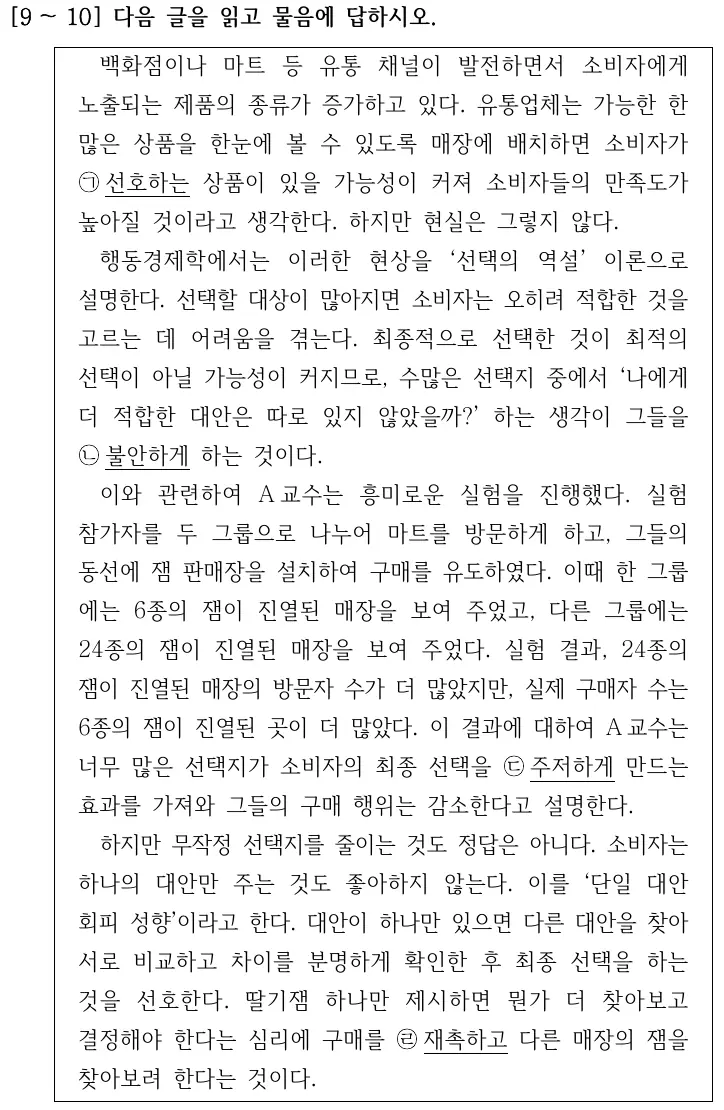 [9 ~ 10] 다음 글을 읽고 물음에 답하시오.
백화점이나 마트 등 유통 채널이 발전하면서 소비자에게
노출되는 제품의 종류가 증가하고 있다. 유통업체는 가능한 한
많은 상품을 한눈에 볼 수 있도록 매장에 배치하면 소비자가
㉠ 선호하는 상품이 있을 가능성이 커져 소비자들의 만족도가
높아질 것이라고 생각한다. 하지만 현실은 그렇지 않다.
행동경제학에서는 이러한 현상을 ‘선택의 역설’ 이론으로
설명한다. 선택할 대상이 많아지면 소비자는 오히려 적합한 것을
고르는 데 어려움을 겪는다. 최종적으로 선택한 것이 최적의
선택이 아닐 가능성이 커지므로, 수많은 선택지 중에서 ‘나에게
더 적합한 대안은 따로 있지 않았을까?’ 하는 생각이 그들을
㉡ 불안하게 하는 것이다.
이와 관련하여 A 교수는 흥미로운 실험을 진행했다. 실험
참가자를 두 그룹으로 나누어 마트를 방문하게 하고, 그들의
동선에 잼 판매장을 설치하여 구매를 유도하였다. 이때 한 그룹
에는 6종의 잼이 진열된 매장을 보여 주었고, 다른 그룹에는
24종의 잼이 진열된 매장을 보여 주었다. 실험 결과, 24종의
잼이 진열된 매장의 방문자 수가 더 많았지만, 실제 구매자 수는
6종의 잼이 진열된 곳이 더 많았다. 이 결과에 대하여 A 교수는
너무 많은 선택지가 소비자의 최종 선택을 ㉢ 주저하게 만드는
효과를 가져와 그들의 구매 행위는 감소한다고 설명한다.
하지만 무작정 선택지를 줄이는 것도 정답은 아니다. 소비자는
하나의 대안만 주는 것도 좋아하지 않는다. 이를 ‘단일 대안
회피 성향’이라고 한다. 대안이 하나만 있으면 다른 대안을 찾아
서로 비교하고 차이를 분명하게 확인한 후 최종 선택을 하는
것을 선호한다. 딸기잼 하나만 제시하면 뭔가 더 찾아보고
결정해야 한다는 심리에 구매를 ㉣ 재촉하고 다른 매장의 잼을
찾아보려 한다는 것이다.